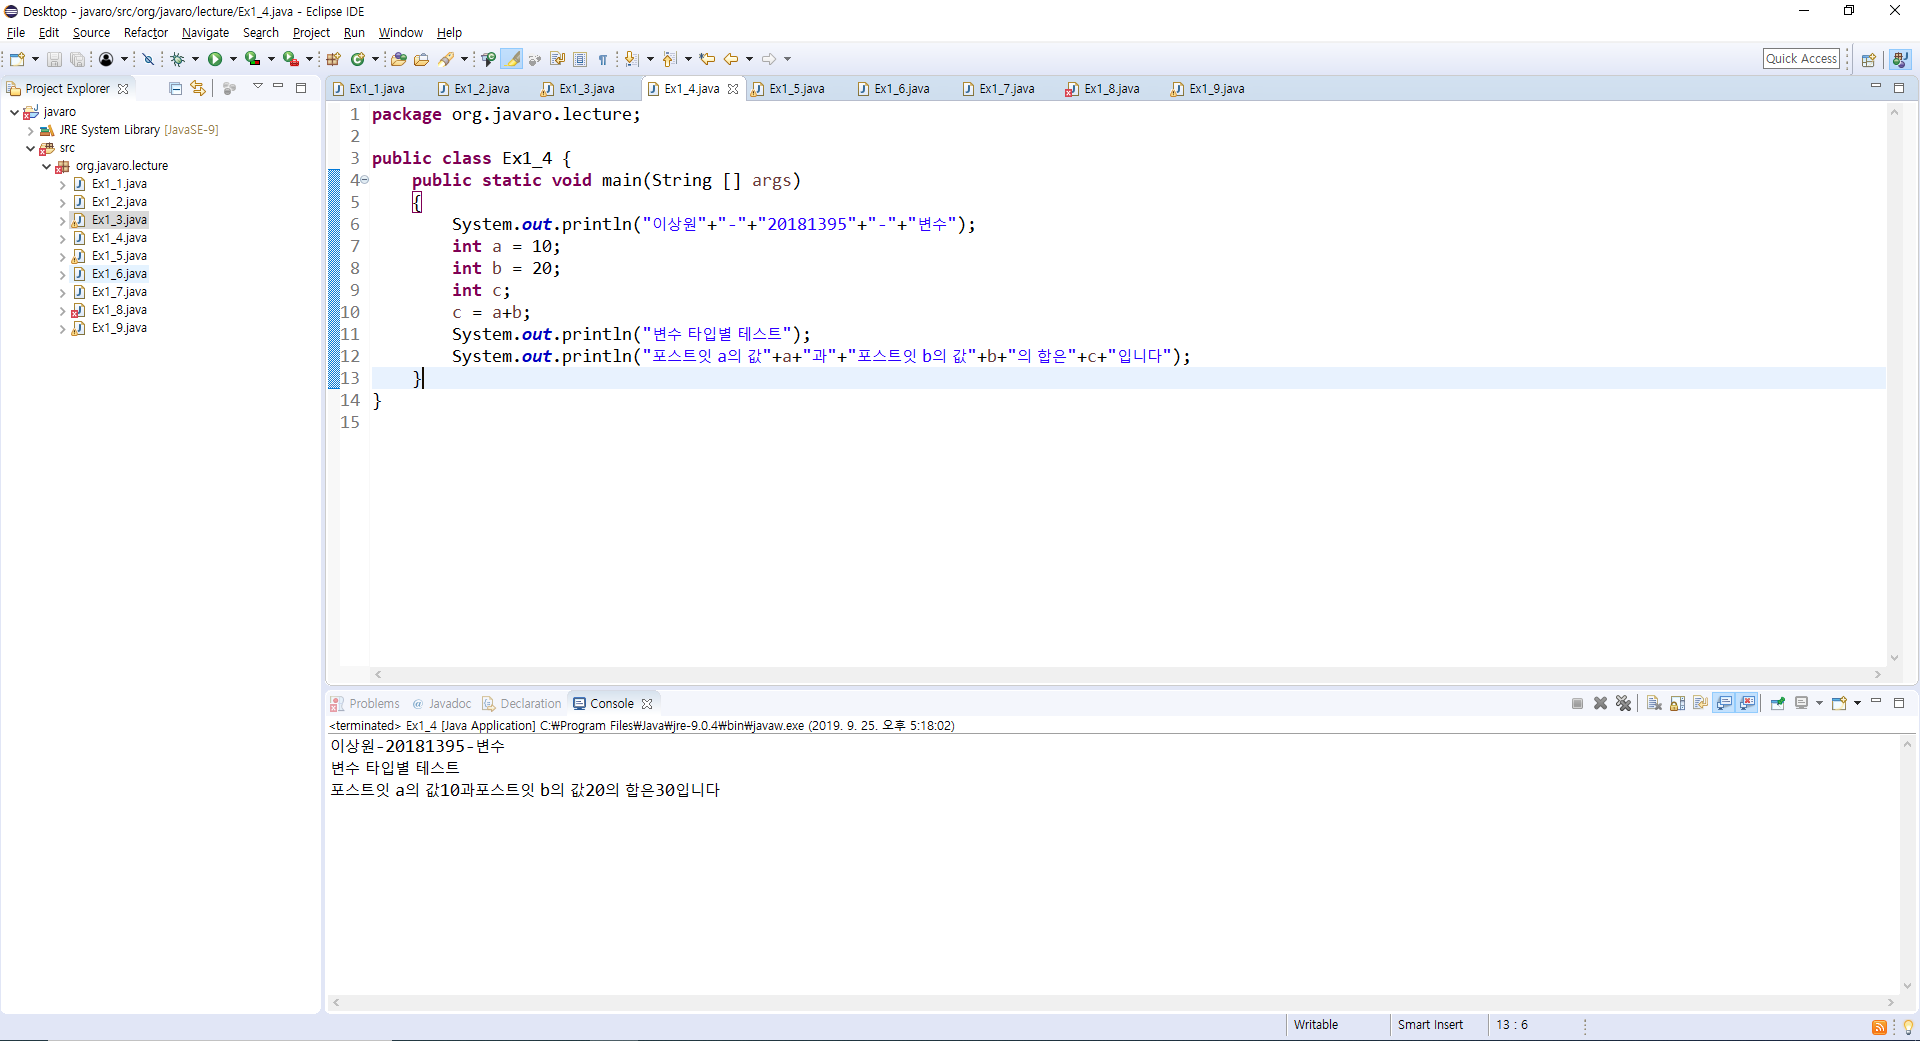 Desktop - javaro/src/org/javaro/lecture/Ex1_4.java - Eclipse IDE
File Edit Source Refactor Navigate Search Project Run Window Help
Quick Access
Project Explorer
Ex1_1.java Ex1_2.java Ex1_3.java Ex1_4.java Ex1_5.java Ex1_6.java Ex1_7.java Ex1_8.java Ex1_9.java
javaro
JRE System Library [JavaSE-9]
src
org.javaro.lecture
Ex1_1.java
Ex1_2.java
Ex1_3.java
Ex1_4.java
Ex1_5.java
Ex1_6.java
Ex1_7.java
Ex1_8.java
Ex1_9.java
1 package org.javaro.lecture;
2
3 public class Ex1_4 {
4 public static void main(String [] args)
5 {
6 System.out.println("이상원"+"-"+"20181395"+"-"+"변수");
7 int a = 10;
8 int b = 20;
9 int c;
10 c = a+b;
11 System.out.println("변수 타입별 테스트");
12 System.out.println("포스트잇 a의 값"+a+"과"+"포스트잇 b의 값"+b+"의 합은"+c+"입니다");
13 }
14 }
15
Problems @ Javadoc Declaration Console
<terminated> Ex1_4 [Java Application] C:₩Program Files₩Java₩jre-9.0.4₩bin₩javaw.exe (2019. 9. 25. 오후 5:18:02)
이상원-20181395-변수
변수 타입별 테스트
포스트잇 a의 값10과포스트잇 b의 값20의 합은30입니다
Writable Smart Insert 13 : 6